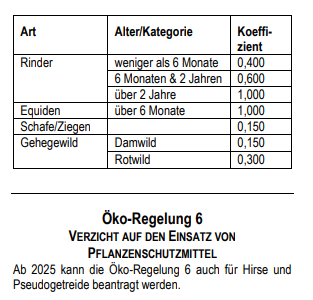 Art Alter/Kategorie Koeffi-
zient
Rinder weniger als 6 Monate 0,400
6 Monaten & 2 Jahren 0,600
über 2 Jahre 1,000
Equiden über 6 Monate 1,000
Schafe/Ziegen 0,150
Gehegewild Damwild 0,150
Rotwild 0,300
Öko-Regelung 6
VERZICHT AUF DEN EINSATZ VON
PFLANZENSCHUTZMITTEL
Ab 2025 kann die Öko-Regelung 6 auch für Hirse und
Pseudogetreide beantragt werden.